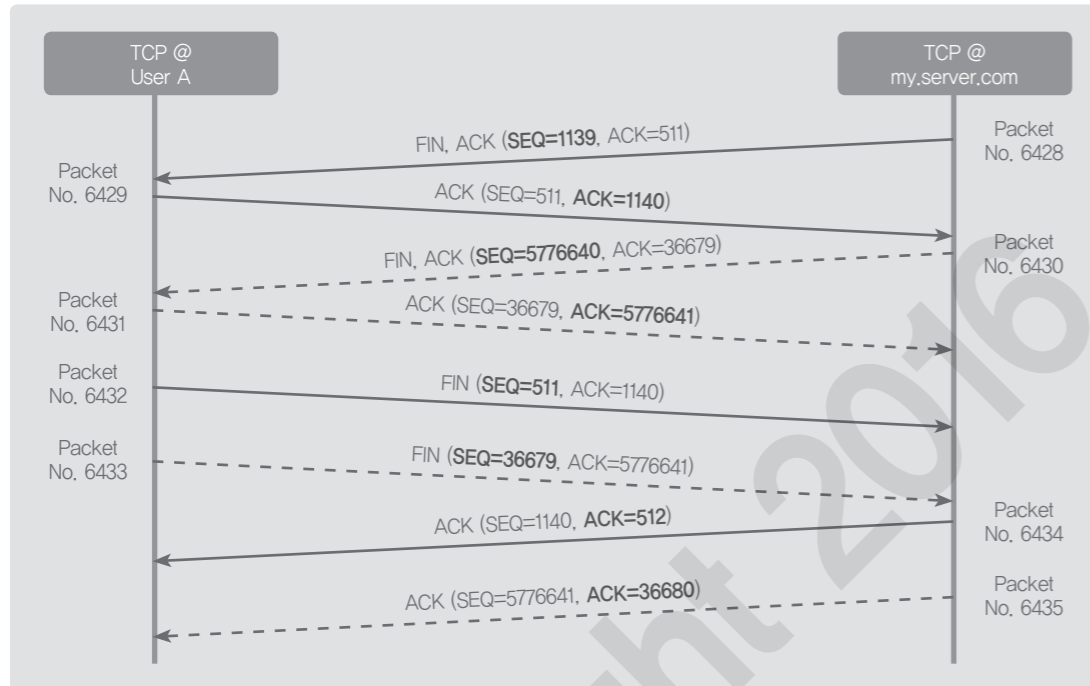 TCP @
User A
TCP @
my.server.com
FIN, ACK (SEQ=1139, ACK=511)
Packet
No. 6428
Packet
No. 6429
ACK (SEQ=511, ACK=1140)
FIN, ACK (SEQ=5776640, ACK=36679)
Packet
No. 6430
Packet
No. 6431
ACK (SEQ=36679, ACK=5776641)
Packet
No. 6432
FIN (SEQ=511, ACK=1140)
Packet
No. 6433
FIN (SEQ=36679, ACK=5776641)
ACK (SEQ=1140, ACK=512)
Packet
No. 6434
ACK (SEQ=5776641, ACK=36680)
Packet
No. 6435
2016